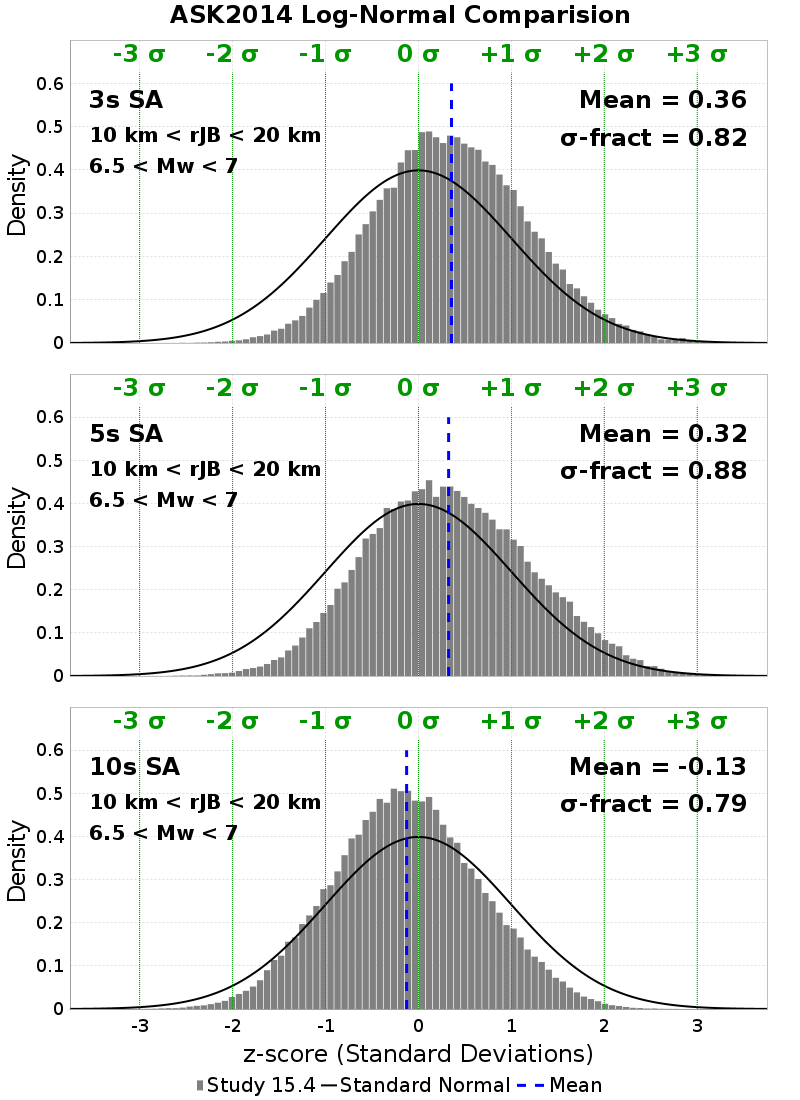 ASK2014 Log-Normal Comparision
-3 σ -2 σ -1 σ 0 σ +1 σ +2 σ +3 σ
3s SA
10 km < rJB < 20 km
6.5 < Mw < 7
Mean = 0.36
σ-fract = 0.82
Density
0.6
0.5
0.4
0.3
0.2
0.1
0
-3 σ -2 σ -1 σ 0 σ +1 σ +2 σ +3 σ
5s SA
10 km < rJB < 20 km
6.5 < Mw < 7
Mean = 0.32
σ-fract = 0.88
Density
0.6
0.5
0.4
0.3
0.2
0.1
0
-3 σ -2 σ -1 σ 0 σ +1 σ +2 σ +3 σ
10s SA
10 km < rJB < 20 km
6.5 < Mw < 7
Mean = -0.13
σ-fract = 0.79
Density
0.6
0.5
0.4
0.3
0.2
0.1
0
-3 -2 -1 0 1 2 3
z-score (Standard Deviations)
Study 15.4 Standard Normal Mean